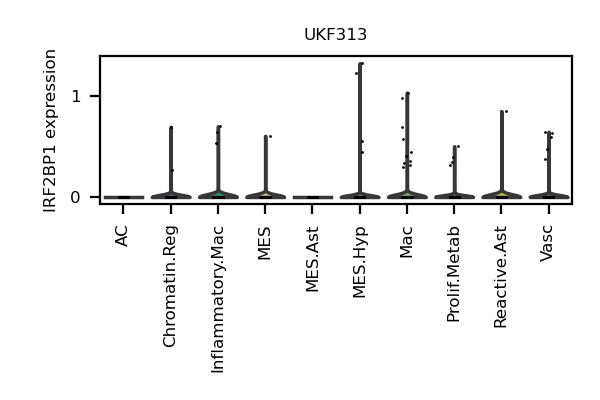 UKF313
IRF2BP1 expression
1
0
AC
Chromatin.Reg
Inflammatory.Mac
MES
MES.Ast
MES.Hyp
Mac
Prolif.Metab
Reactive.Ast
Vasc